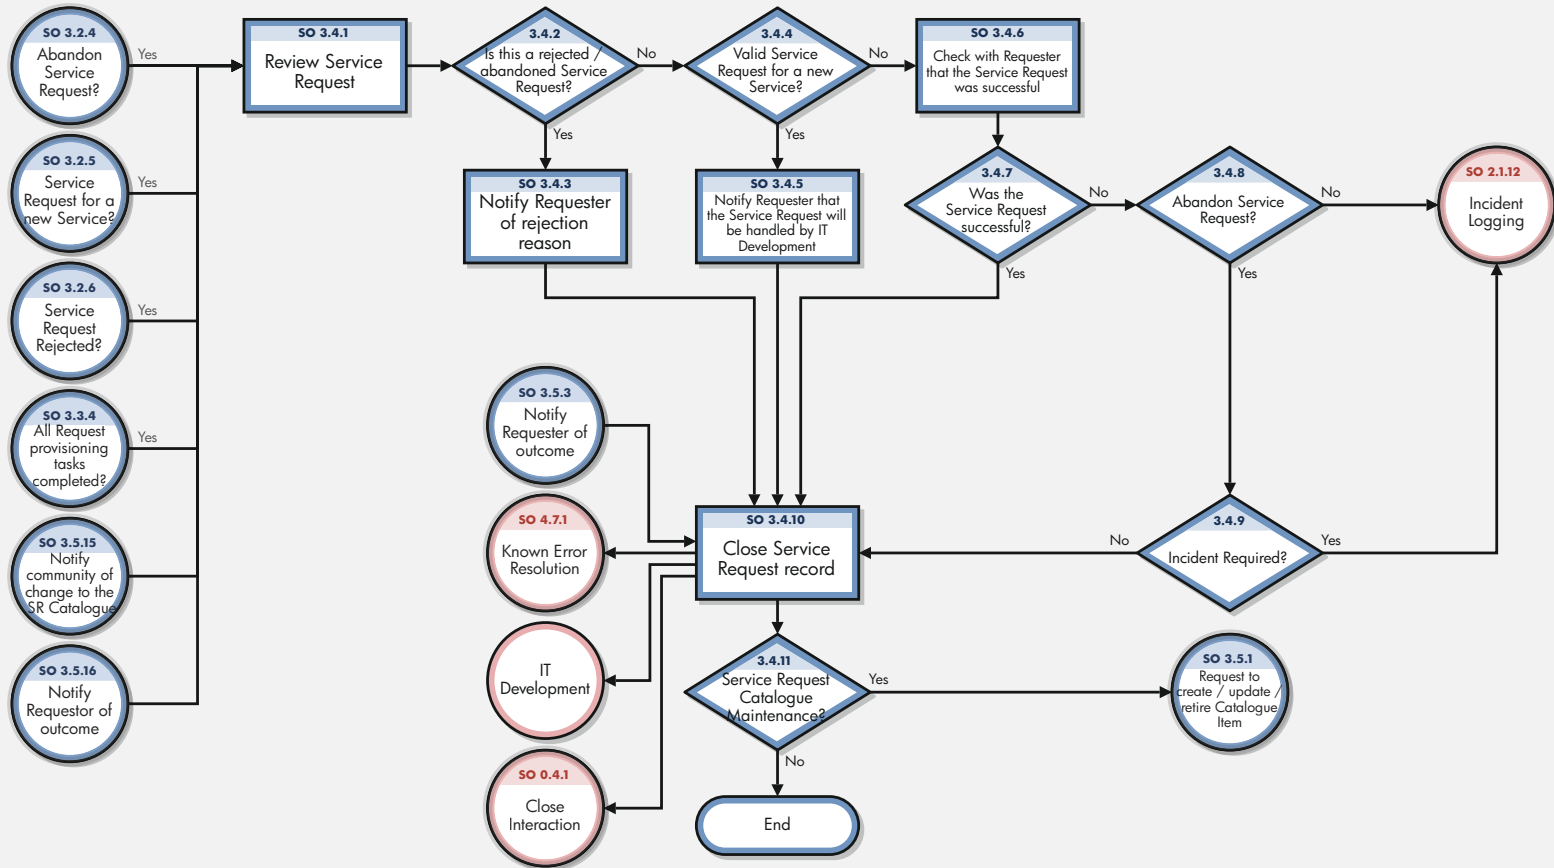 SO 3.2.4
Abandon
Service
Request?
Yes
SO 3.4.1
Review Service
Request
3.4.2
Is this a rejected /
abandoned Service
Request?
No
Yes
3.4.4
Valid Service
Request for a new
Service?
No
Yes
SO 3.4.6
Check with Requester
that the Service Request
was successful
SO 3.2.5
Service
Request for a
new Service?
Yes
SO 3.4.3
Notify Requester
of rejection
reason
SO 3.4.5
Notify Requester that
the Service Request will
be handled by IT
Development
3.4.7
Was the
Service Request
successful?
No
Yes
3.4.8
Abandon Service
Request?
No
Yes
SO 2.1.12
Incident
Logging
SO 3.2.6
Service
Request
Rejected?
Yes
SO 3.3.4
All Request
provisioning
tasks
completed?
Yes
SO 3.5.3
Notify
Requester of
outcome
SO 3.5.15
Notify
community of
change to the
SR Catalogue
SO 4.7.1
Known Error
Resolution
SO 3.4.10
Close Service
Request record
No
3.4.9
Incident Required?
Yes
SO 3.5.16
Notify
Requestor of
outcome
IT
Development
3.4.11
Service Request
Catalogue
Maintenance?
Yes
No
SO 3.5.1
Request to
create / update /
retire Catalogue
Item
SO 0.4.1
Close
Interaction
End